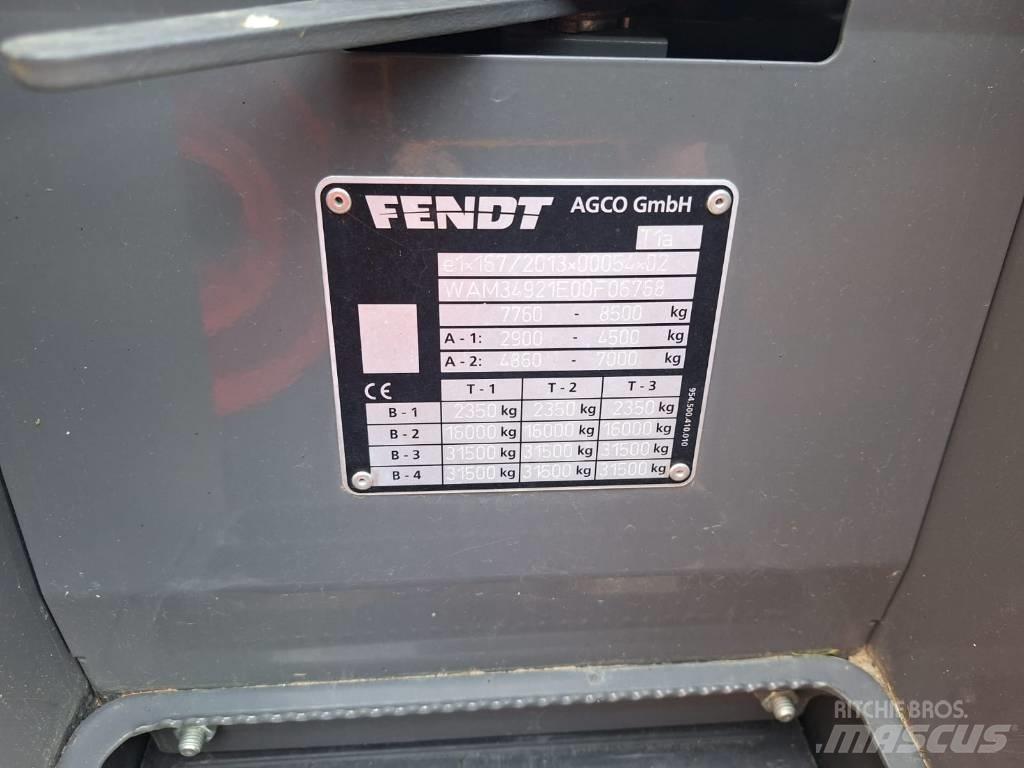 FENDT AGCO GmbH
T1a
e1*167/2013*00054*02
WAM34921E00F06768
7760 - 8500 kg
A - 1: 2900 - 4500 kg
A - 2: 4860 - 7000 kg
CE T - 1 T - 2 T - 3
B - 1 2350 kg 2350 kg 2350 kg
B - 2 16000 kg 16000 kg 16000 kg
B - 3 31500 kg 31500 kg 31500 kg
B - 4 31500 kg 31500 kg 31500 kg
954.500.410.010
RITCHIE BROS.
MASCUS